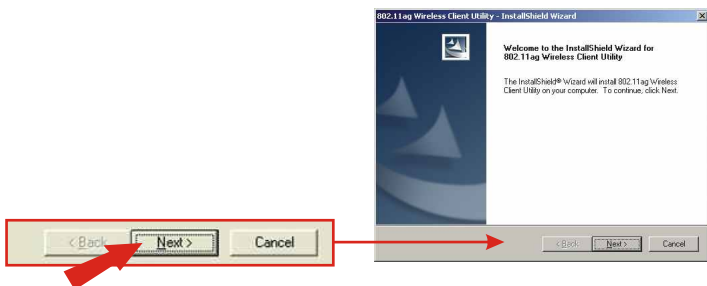 802.11ag Wireless Client Utility - InstallShield Wizard
Welcome to the InstallShield Wizard for
802.11ag Wireless Client Utility
The InstallShield® Wizard will install 802.11ag Wireless
Client Utility on your computer. To continue, click Next.
< Back Next > Cancel
< Back Next > Cancel